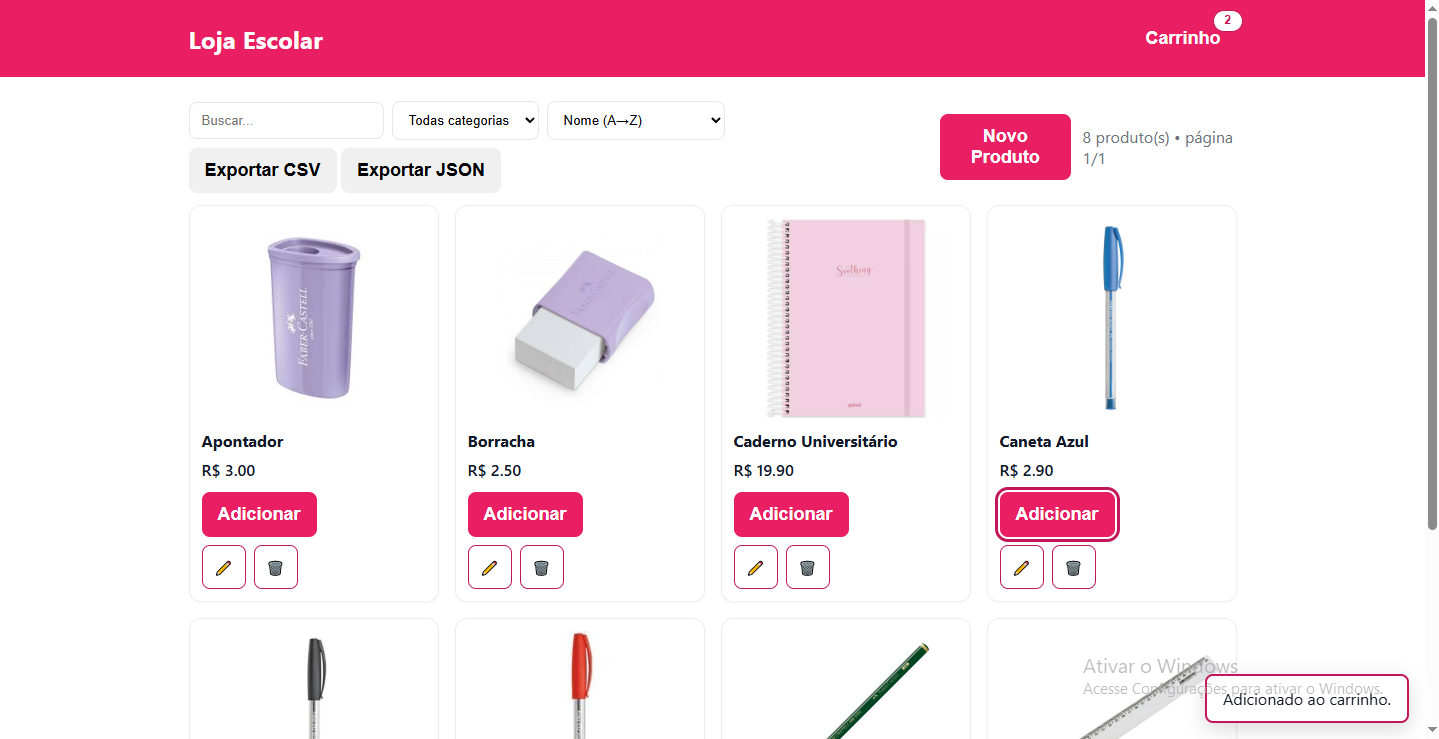 Loja Escolar
Carrinho
2
Buscar...
Todas categorias
Nome (A→Z)
Exportar CSV
Exportar JSON
Novo
Produto
8 produto(s) • página
1/1
FABER-CASTELL
FABER-CASTELL
Soothing
Apontador
Borracha
Caderno Universitário
Caneta Azul
R$ 3.00
R$ 2.50
R$ 19.90
R$ 2.90
Adicionar
Adicionar
Adicionar
Adicionar
Ativar o Windows
Acesse Configurações para ativar o Windows.
Adicionado ao carrinho.